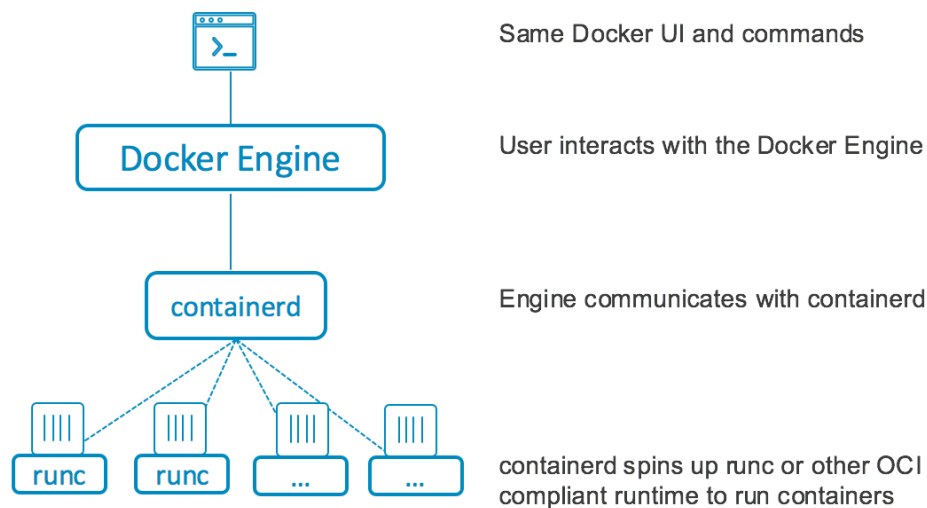 >_
Same Docker UI and commands
Docker Engine
User interacts with the Docker Engine
containerd
Engine communicates with containerd
runc
runc
...
...
containerd spins up runc or other OCI
compliant runtime to run containers